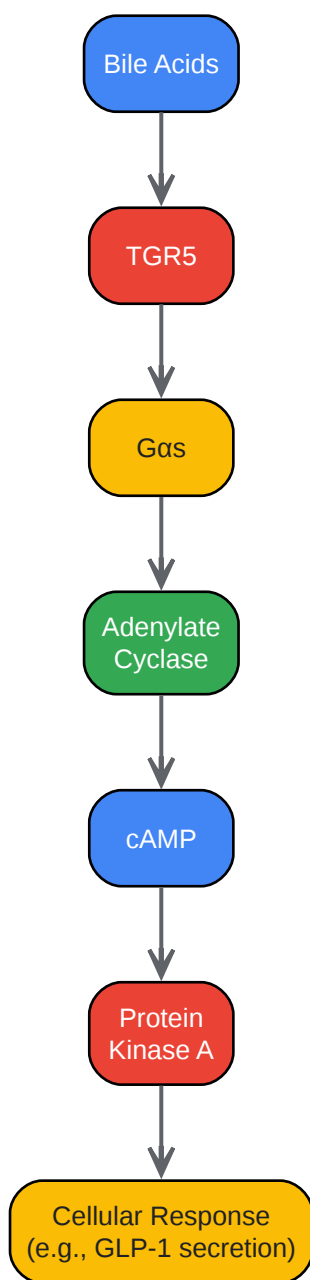 Bile Acids
TGR5
Gαs
Adenylate
Cyclase
cAMP
Protein
Kinase A
Cellular Response
(e.g., GLP-1 secretion)